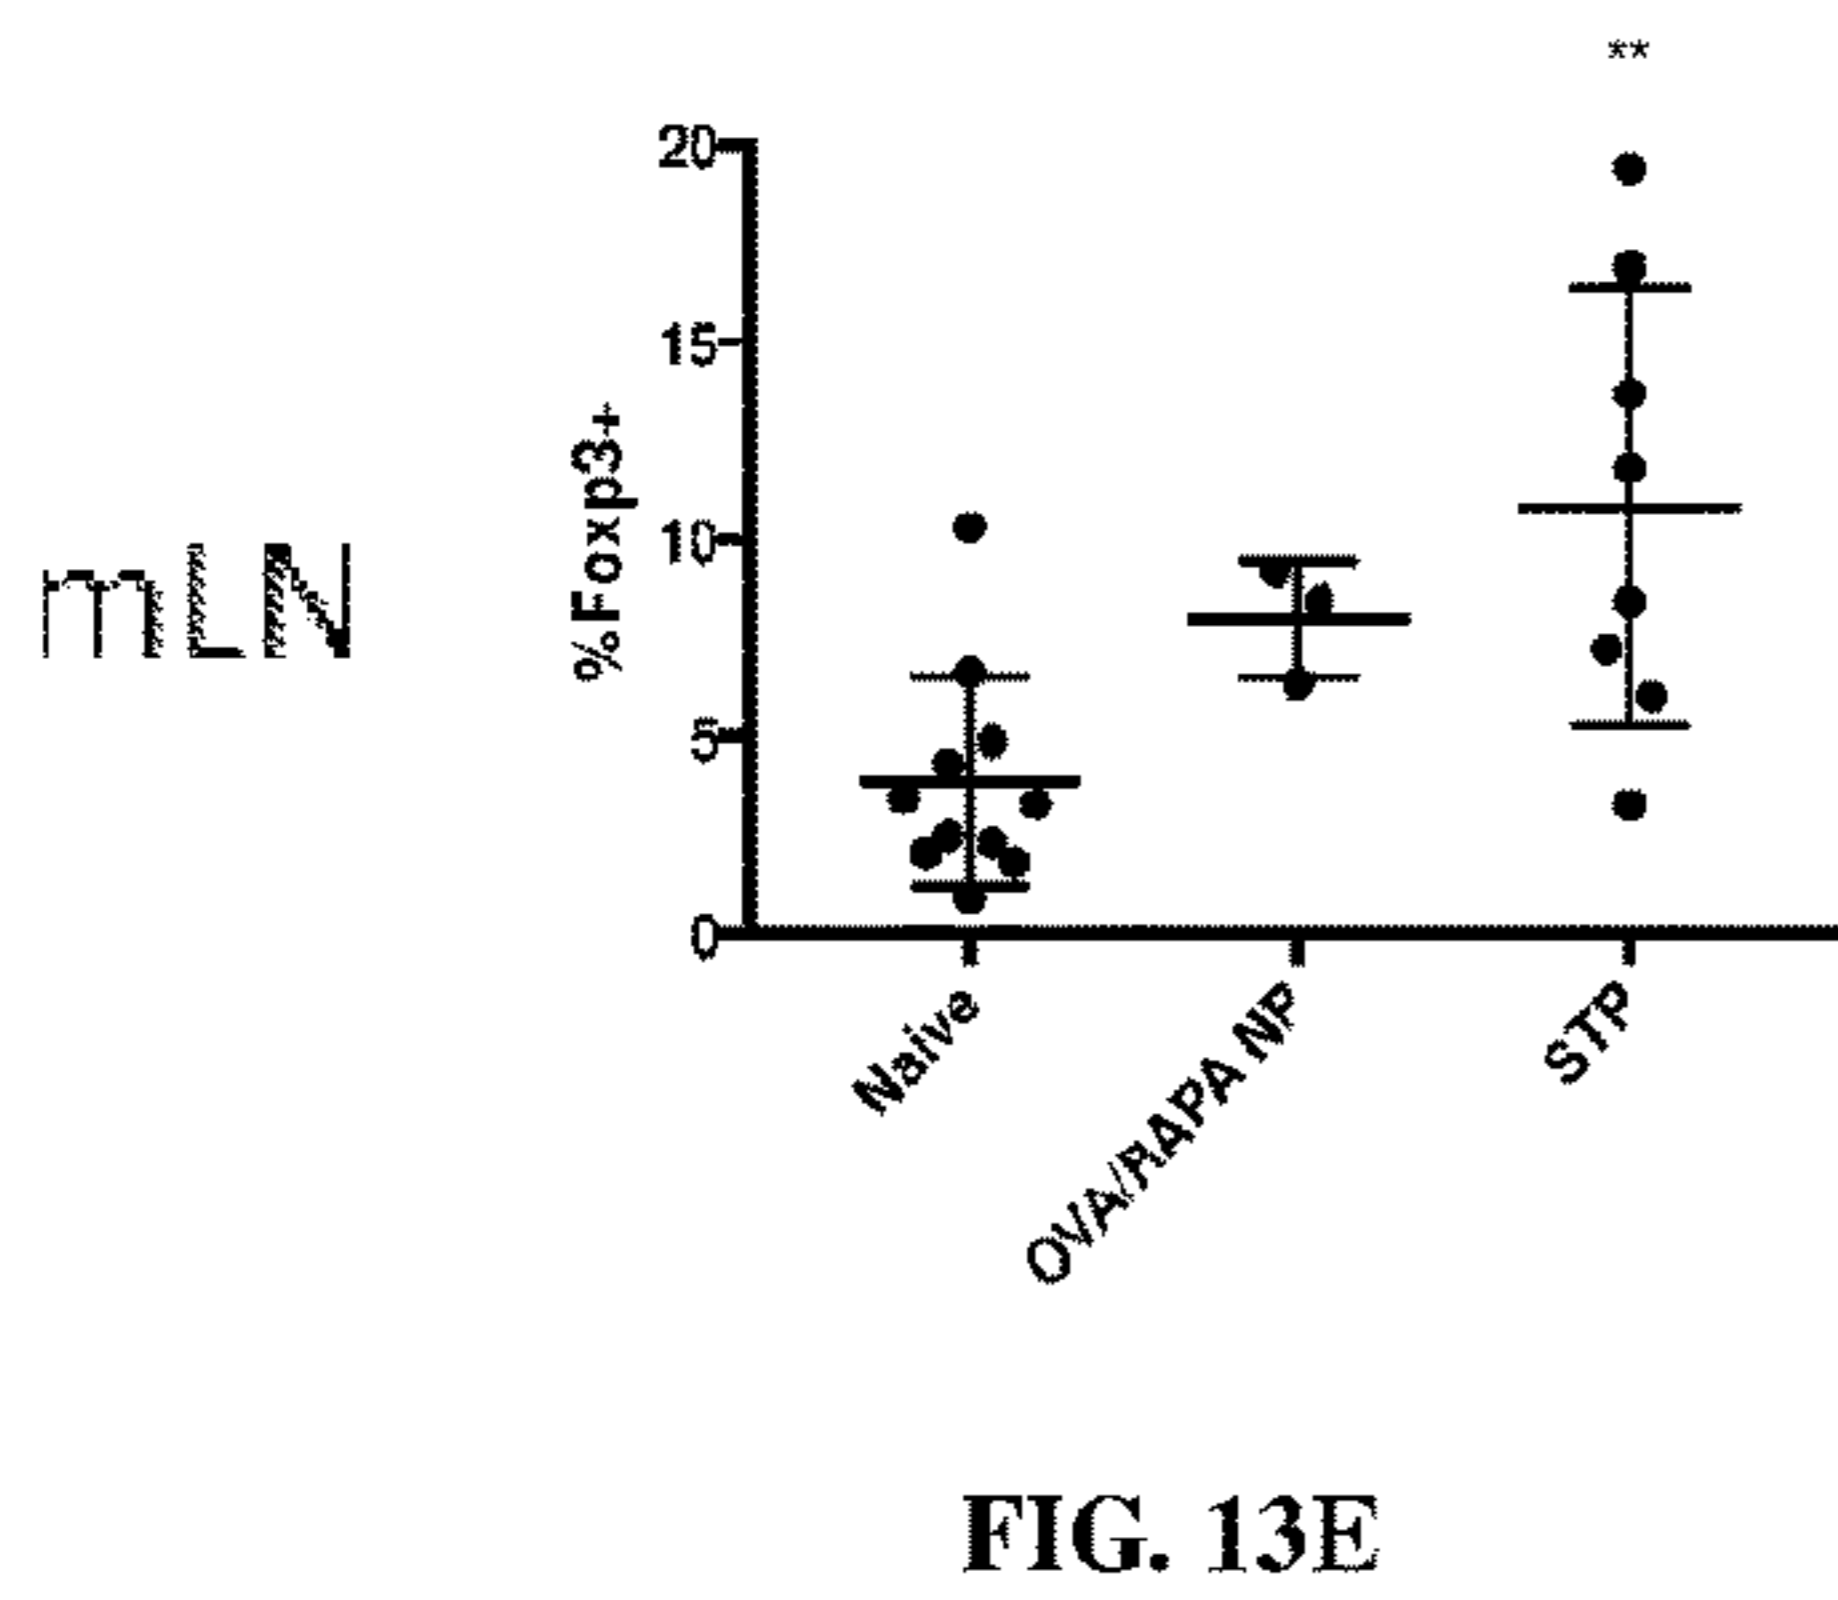 **
20
15
10
5
0
%Foxp3+
mLN
Naive
OVA/RAPA NP
STP
FIG. 13E